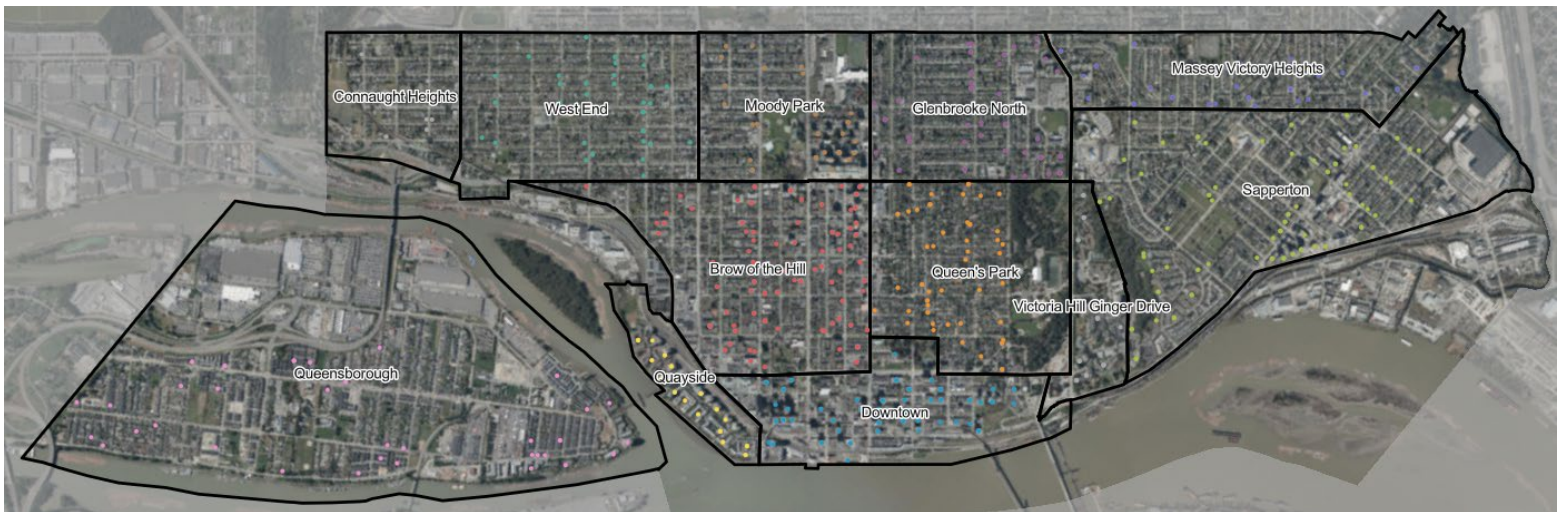 Massey Victory Heights
Connaught Heights
West End
Moody Park
Glenbrooke North
Sapperton
Brow of the Hill
Queen's Park
Victoria Hill Ginger Drive
Queensborough
Quayside
Downtown